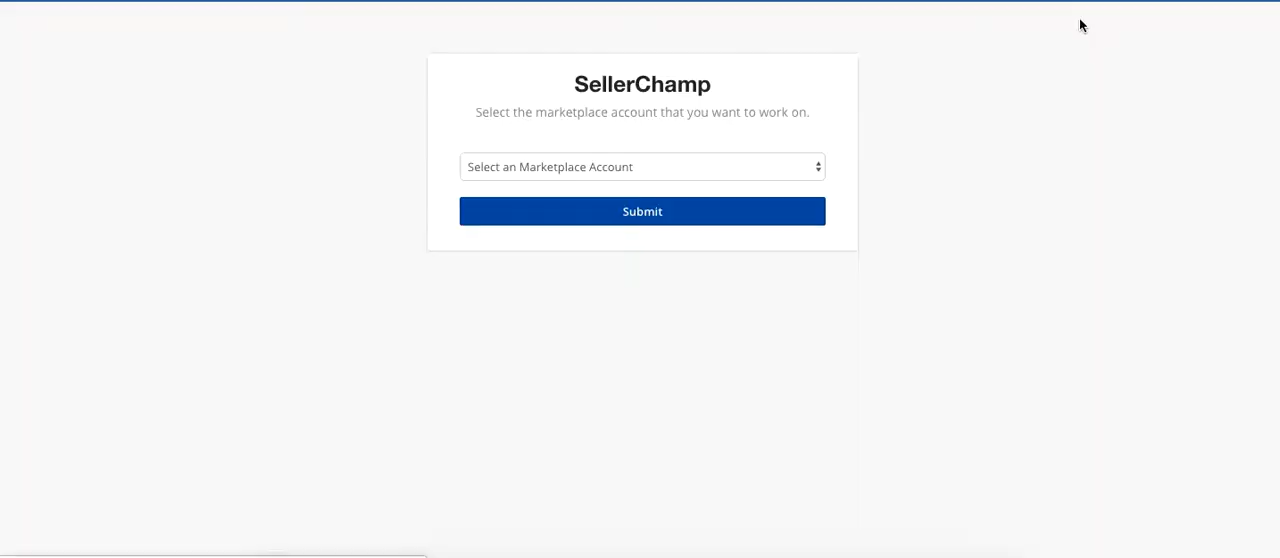 SellerChamp
Select the marketplace account that you want to work on.
Select an Marketplace Account
Submit